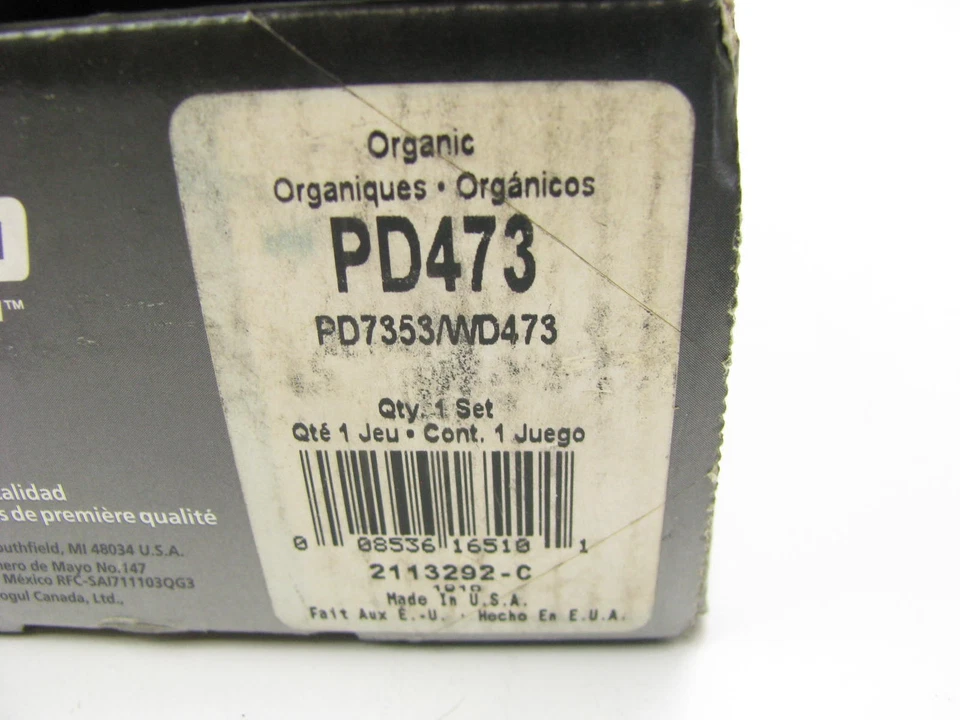 Organic
Organiques • Orgánicos
PD473
PD7353/WD473
Qty. 1 Set
Qté 1 Jeu • Cont. 1 Juego
0 08536 16510 1
2113292-C
Made In U.S.A.
Fait Aux É.-U. · Hecho En E.U.A.
TM
alidad
s de première qualité
outhfield, MI 48034 U.S.A.
nero de Mayo No.147
México RFC-SAI711103QG3
ogul Canada, Ltd.,